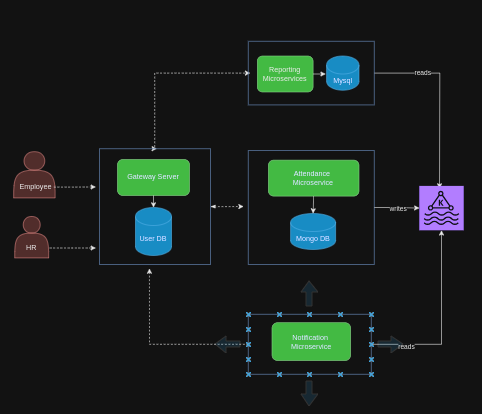 Reporting
Microservices
Mysql
reads
Employee
Gateway Server
User DB
Attendance
Microservice
Mongo DB
writes
K
HR
Notification
Microservice
reads